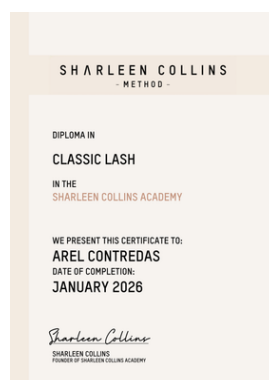 SHARLEEN COLLINS
- METHOD -
DIPLOMA IN
CLASSIC LASH
IN THE
SHARLEEN COLLINS ACADEMY
WE PRESENT THIS CERTIFICATE TO:
AREL CONTREDAS
DATE OF COMPLETION:
JANUARY 2026
Sharleen Collins
SHARLEEN COLLINS
FOUNDER OF SHARLEEN COLLINS ACADEMY